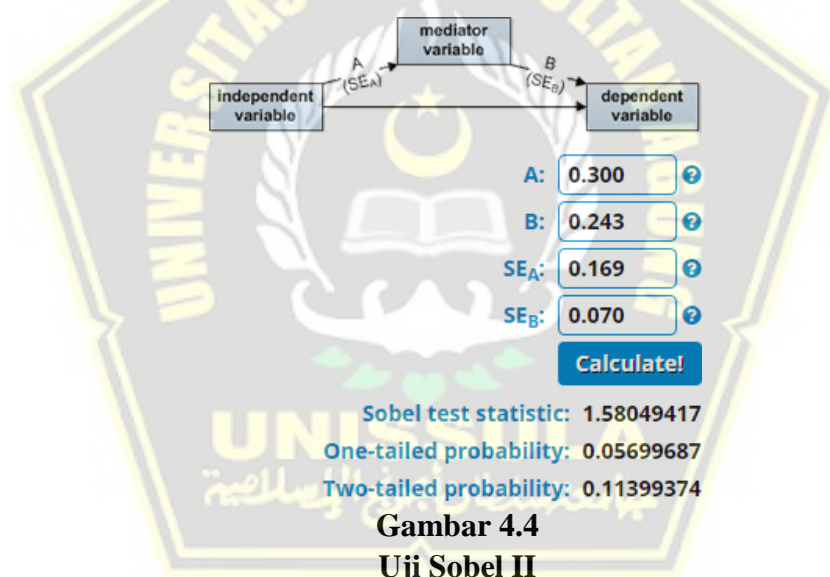 mediator
variable
A
(SEA)
B
(SEB)
independent
variable
dependent
variable
A: 0.300
B: 0.243
SEA: 0.169
SEB: 0.070
Calculate!
Sobel test statistic: 1.58049417
One-tailed probability: 0.05699687
Two-tailed probability: 0.11399374
UNISSULA
Gambar 4.4
Uji Sobel II